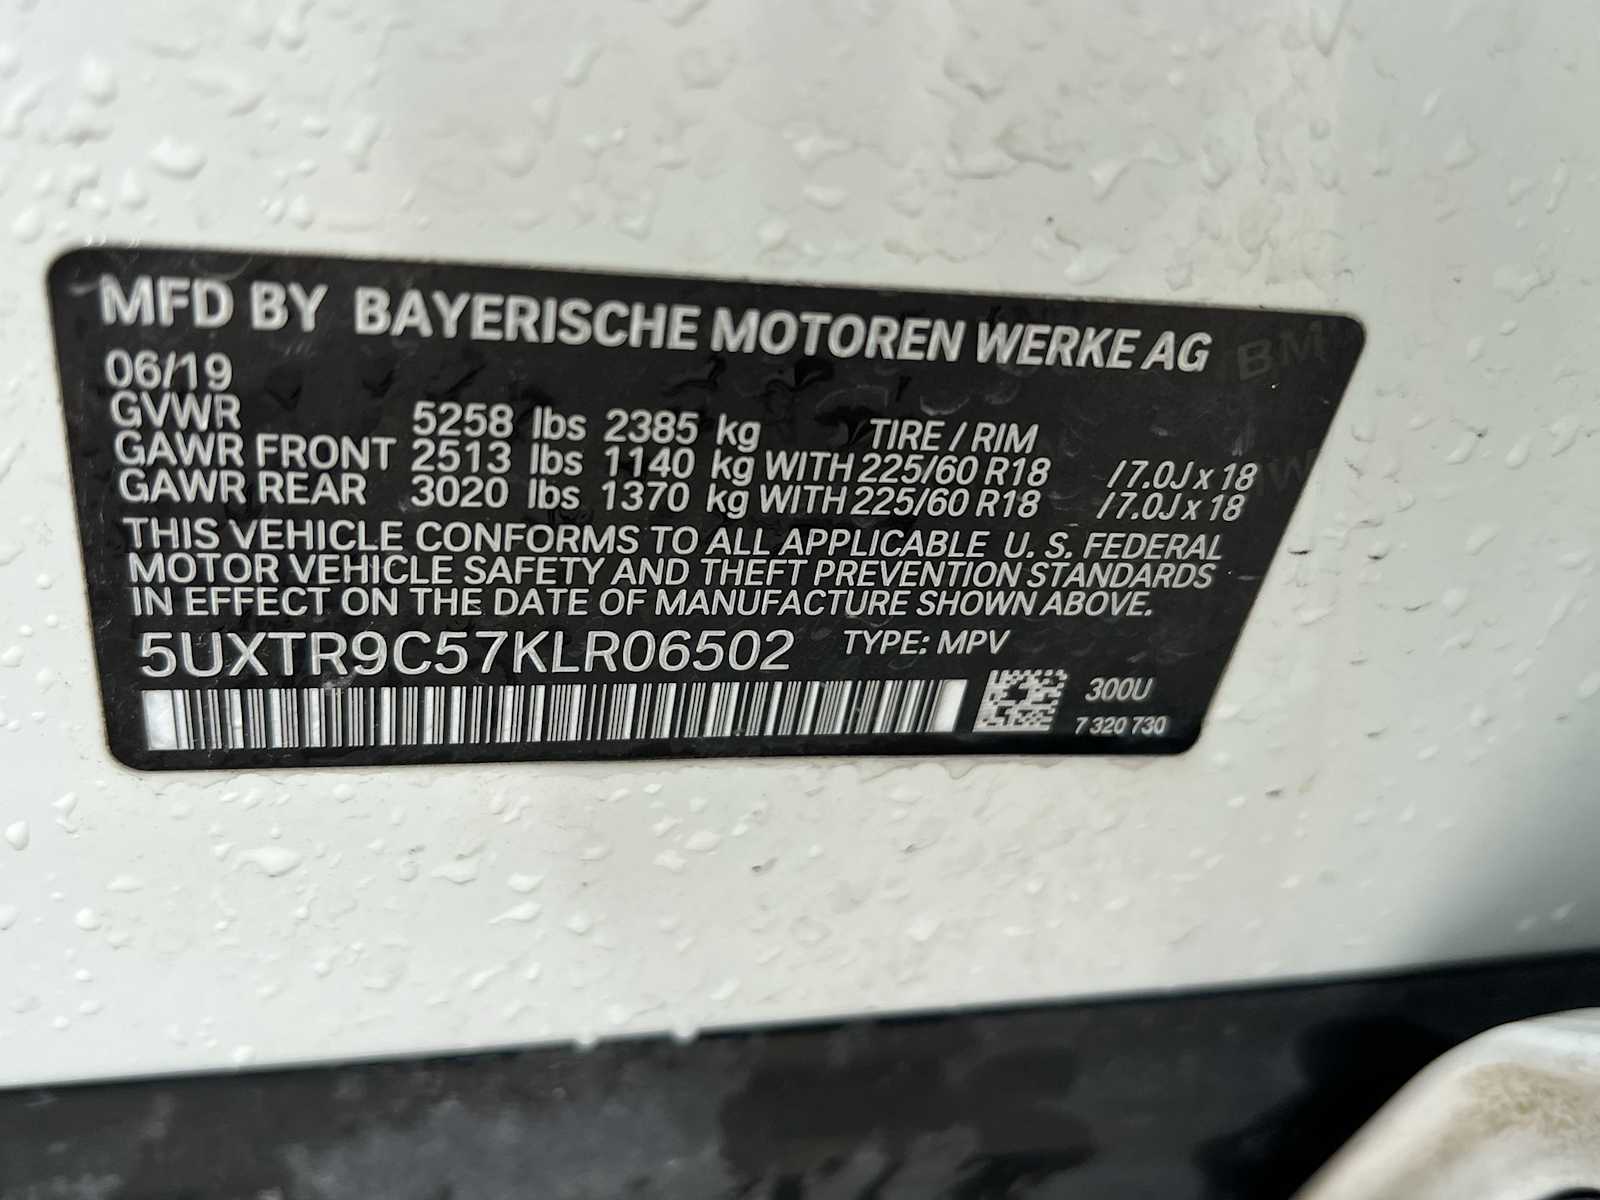 MFD BY BAYERISCHE MOTOREN WERKE AG
06/19
GVWR 5258 lbs 2385 kg TIRE / RIM
GAWR FRONT 2513 lbs 1140 kg WITH 225/60 R18 /7.0J x 18
GAWR REAR 3020 lbs 1370 kg WITH 225/60 R18 /7.0J x 18
THIS VEHICLE CONFORMS TO ALL APPLICABLE U. S. FEDERAL
MOTOR VEHICLE SAFETY AND THEFT PREVENTION STANDARDS
IN EFFECT ON THE DATE OF MANUFACTURE SHOWN ABOVE.
5UXTR9C57KLR06502 TYPE: MPV
300U
7 320 730